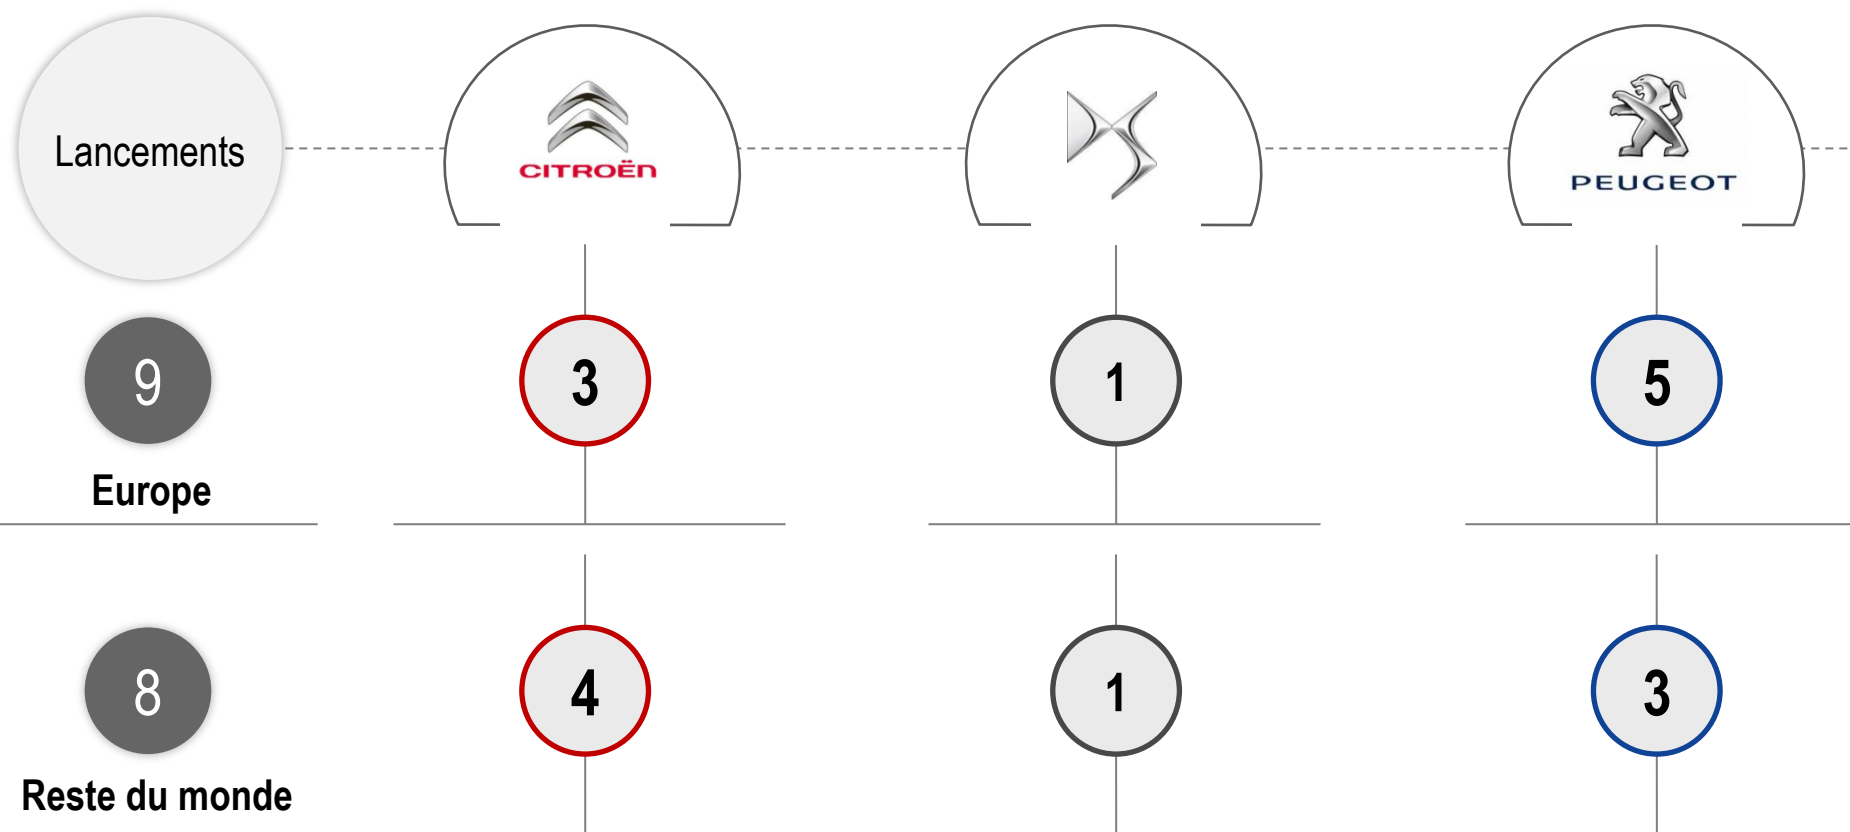 Lancements
CITROËN
PEUGEOT
9
3
1
5
Europe
8
4
1
3
Reste du monde